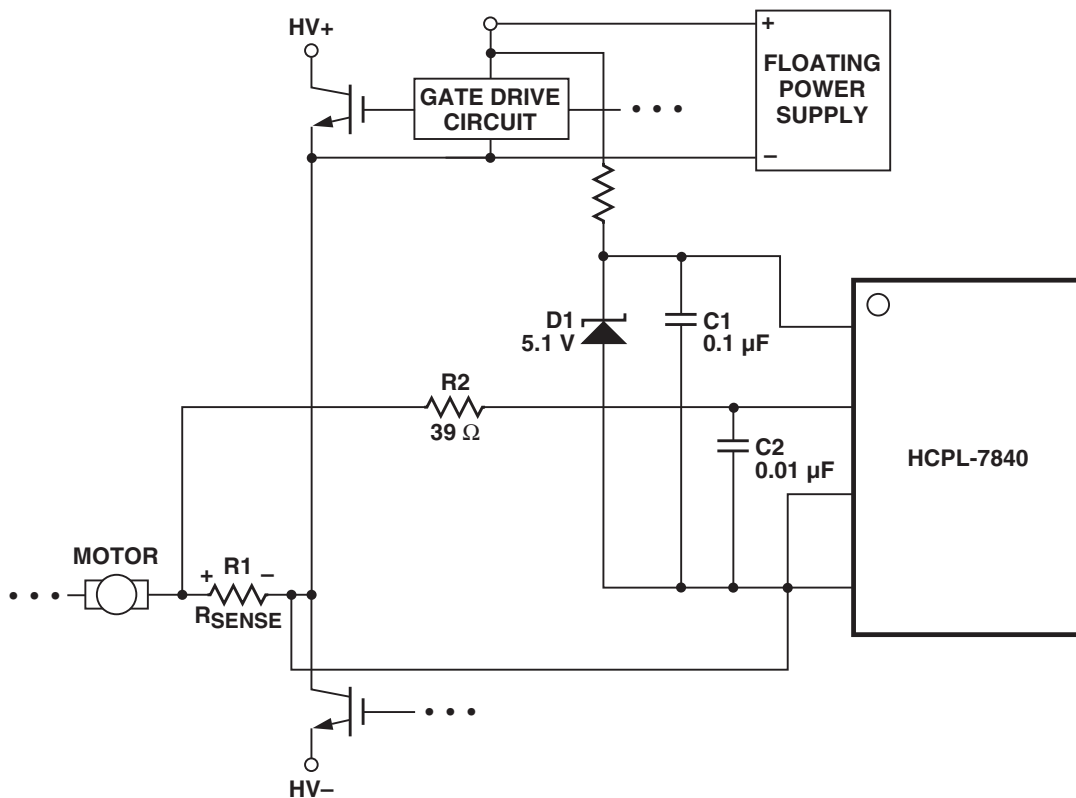 HV+
+
FLOATING
POWER
SUPPLY
−
GATE DRIVE
CIRCUIT
• • •
D1
5.1 V
C1
0.1 µF
R2
39 Ω
C2
0.01 µF
HCPL-7840
MOTOR
• • •
+
R1
−
RSENSE
• • •
HV−